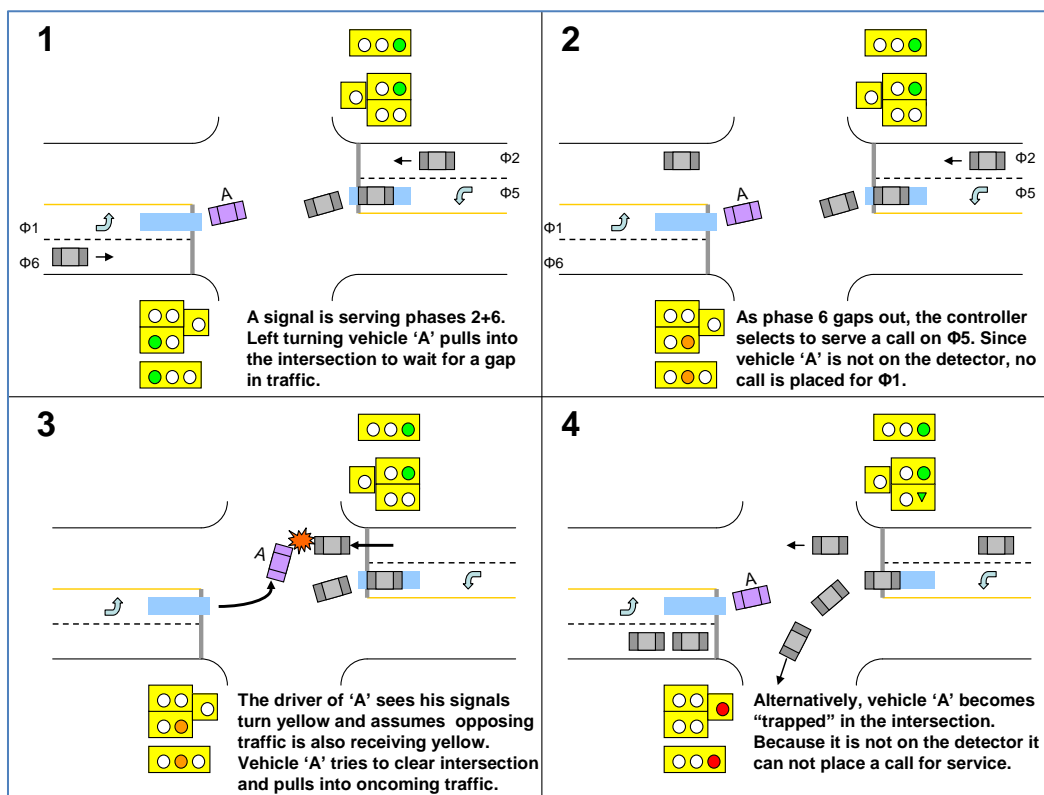 1
A
Φ2
Φ5
Φ1
Φ6
A signal is serving phases 2+6.
Left turning vehicle ‘A’ pulls into
the intersection to wait for a gap
in traffic.
2
A
Φ2
Φ5
Φ1
Φ6
As phase 6 gaps out, the controller
selects to serve a call on Φ5. Since
vehicle ‘A’ is not on the detector, no
call is placed for Φ1.
3
A
The driver of ‘A’ sees his signals
turn yellow and assumes opposing
traffic is also receiving yellow.
Vehicle ‘A’ tries to clear intersection
and pulls into oncoming traffic.
4
A
Alternatively, vehicle ‘A’ becomes
“trapped” in the intersection.
Because it is not on the detector it
can not place a call for service.